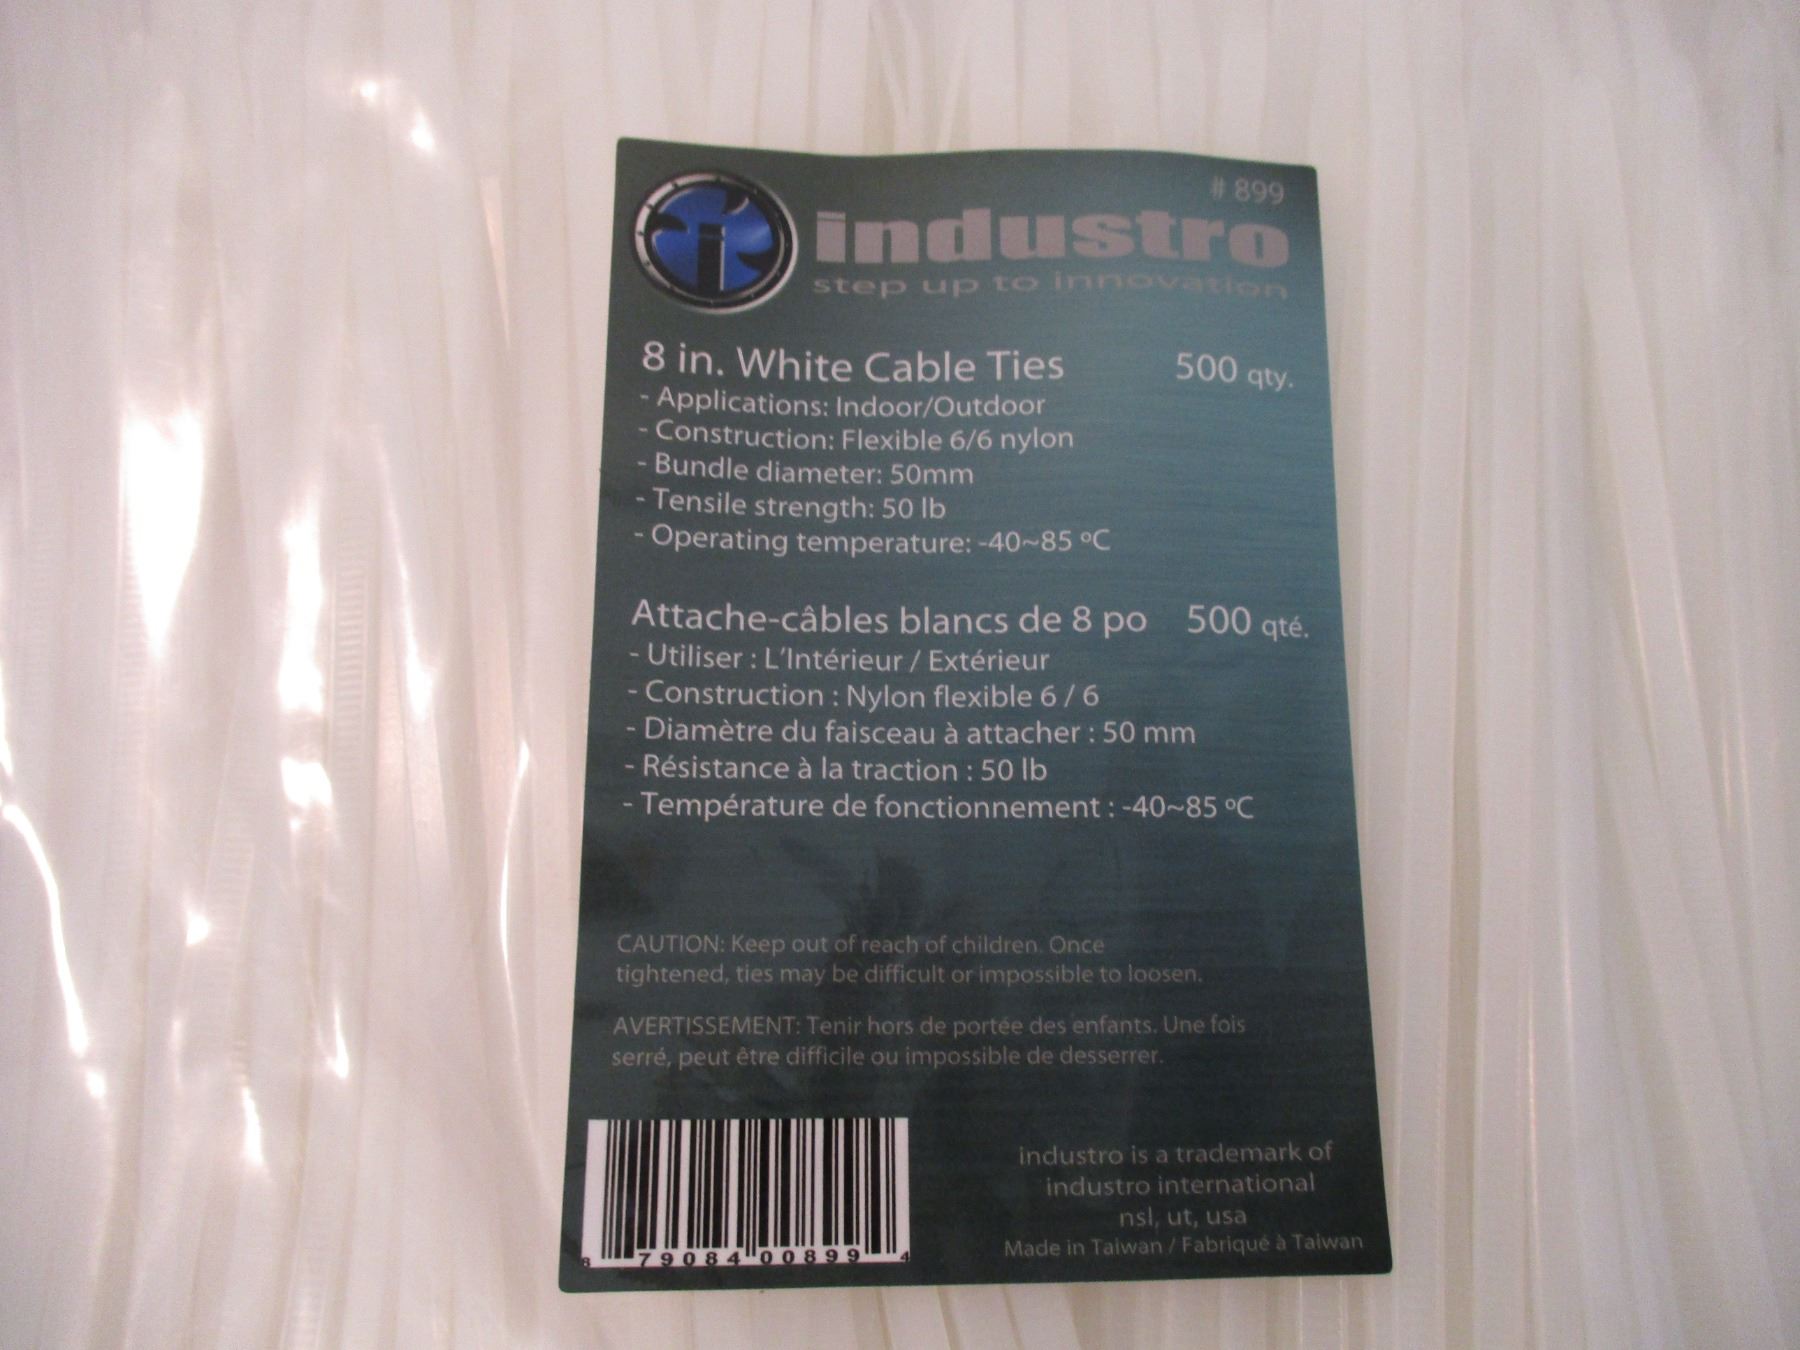 # 899
industro
step up to innovation
8 in. White Cable Ties 500 qty.
- Applications: Indoor/Outdoor
- Construction: Flexible 6/6 nylon
- Bundle diameter: 50mm
- Tensile strength: 50 lb
- Operating temperature: -40~85 ºC
Attache-câbles blancs de 8 po 500 qté.
- Utiliser : L'Intérieur / Extérieur
- Construction : Nylon flexible 6 / 6
- Diamètre du faisceau à attacher : 50 mm
- Résistance à la traction : 50 lb
- Température de fonctionnement : -40~85 ºC
CAUTION: Keep out of reach of children. Once
tightened, ties may be difficult or impossible to loosen.
AVERTISSEMENT: Tenir hors de portée des enfants. Une fois
serré, peut être difficile ou impossible de desserrer.
8 79084 00899 4
industro is a trademark of
industro international
nsl, ut, usa
Made in Taiwan / Fabriqué à Taiwan